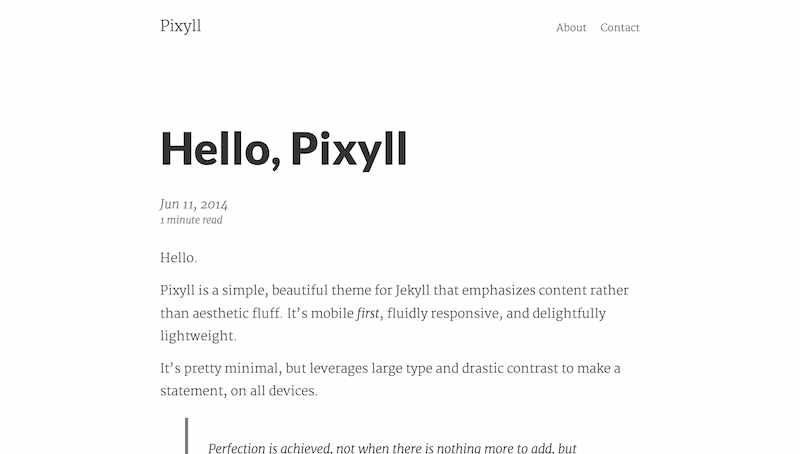 Pixyll
About Contact
Hello, Pixyll
Jun 11, 2014
1 minute read
Hello.
Pixyll is a simple, beautiful theme for Jekyll that emphasizes content rather
than aesthetic fluff. It’s mobile first, fluidly responsive, and delightfully
lightweight.
It’s pretty minimal, but leverages large type and drastic contrast to make a
statement, on all devices.
Perfection is achieved, not when there is nothing more to add, but